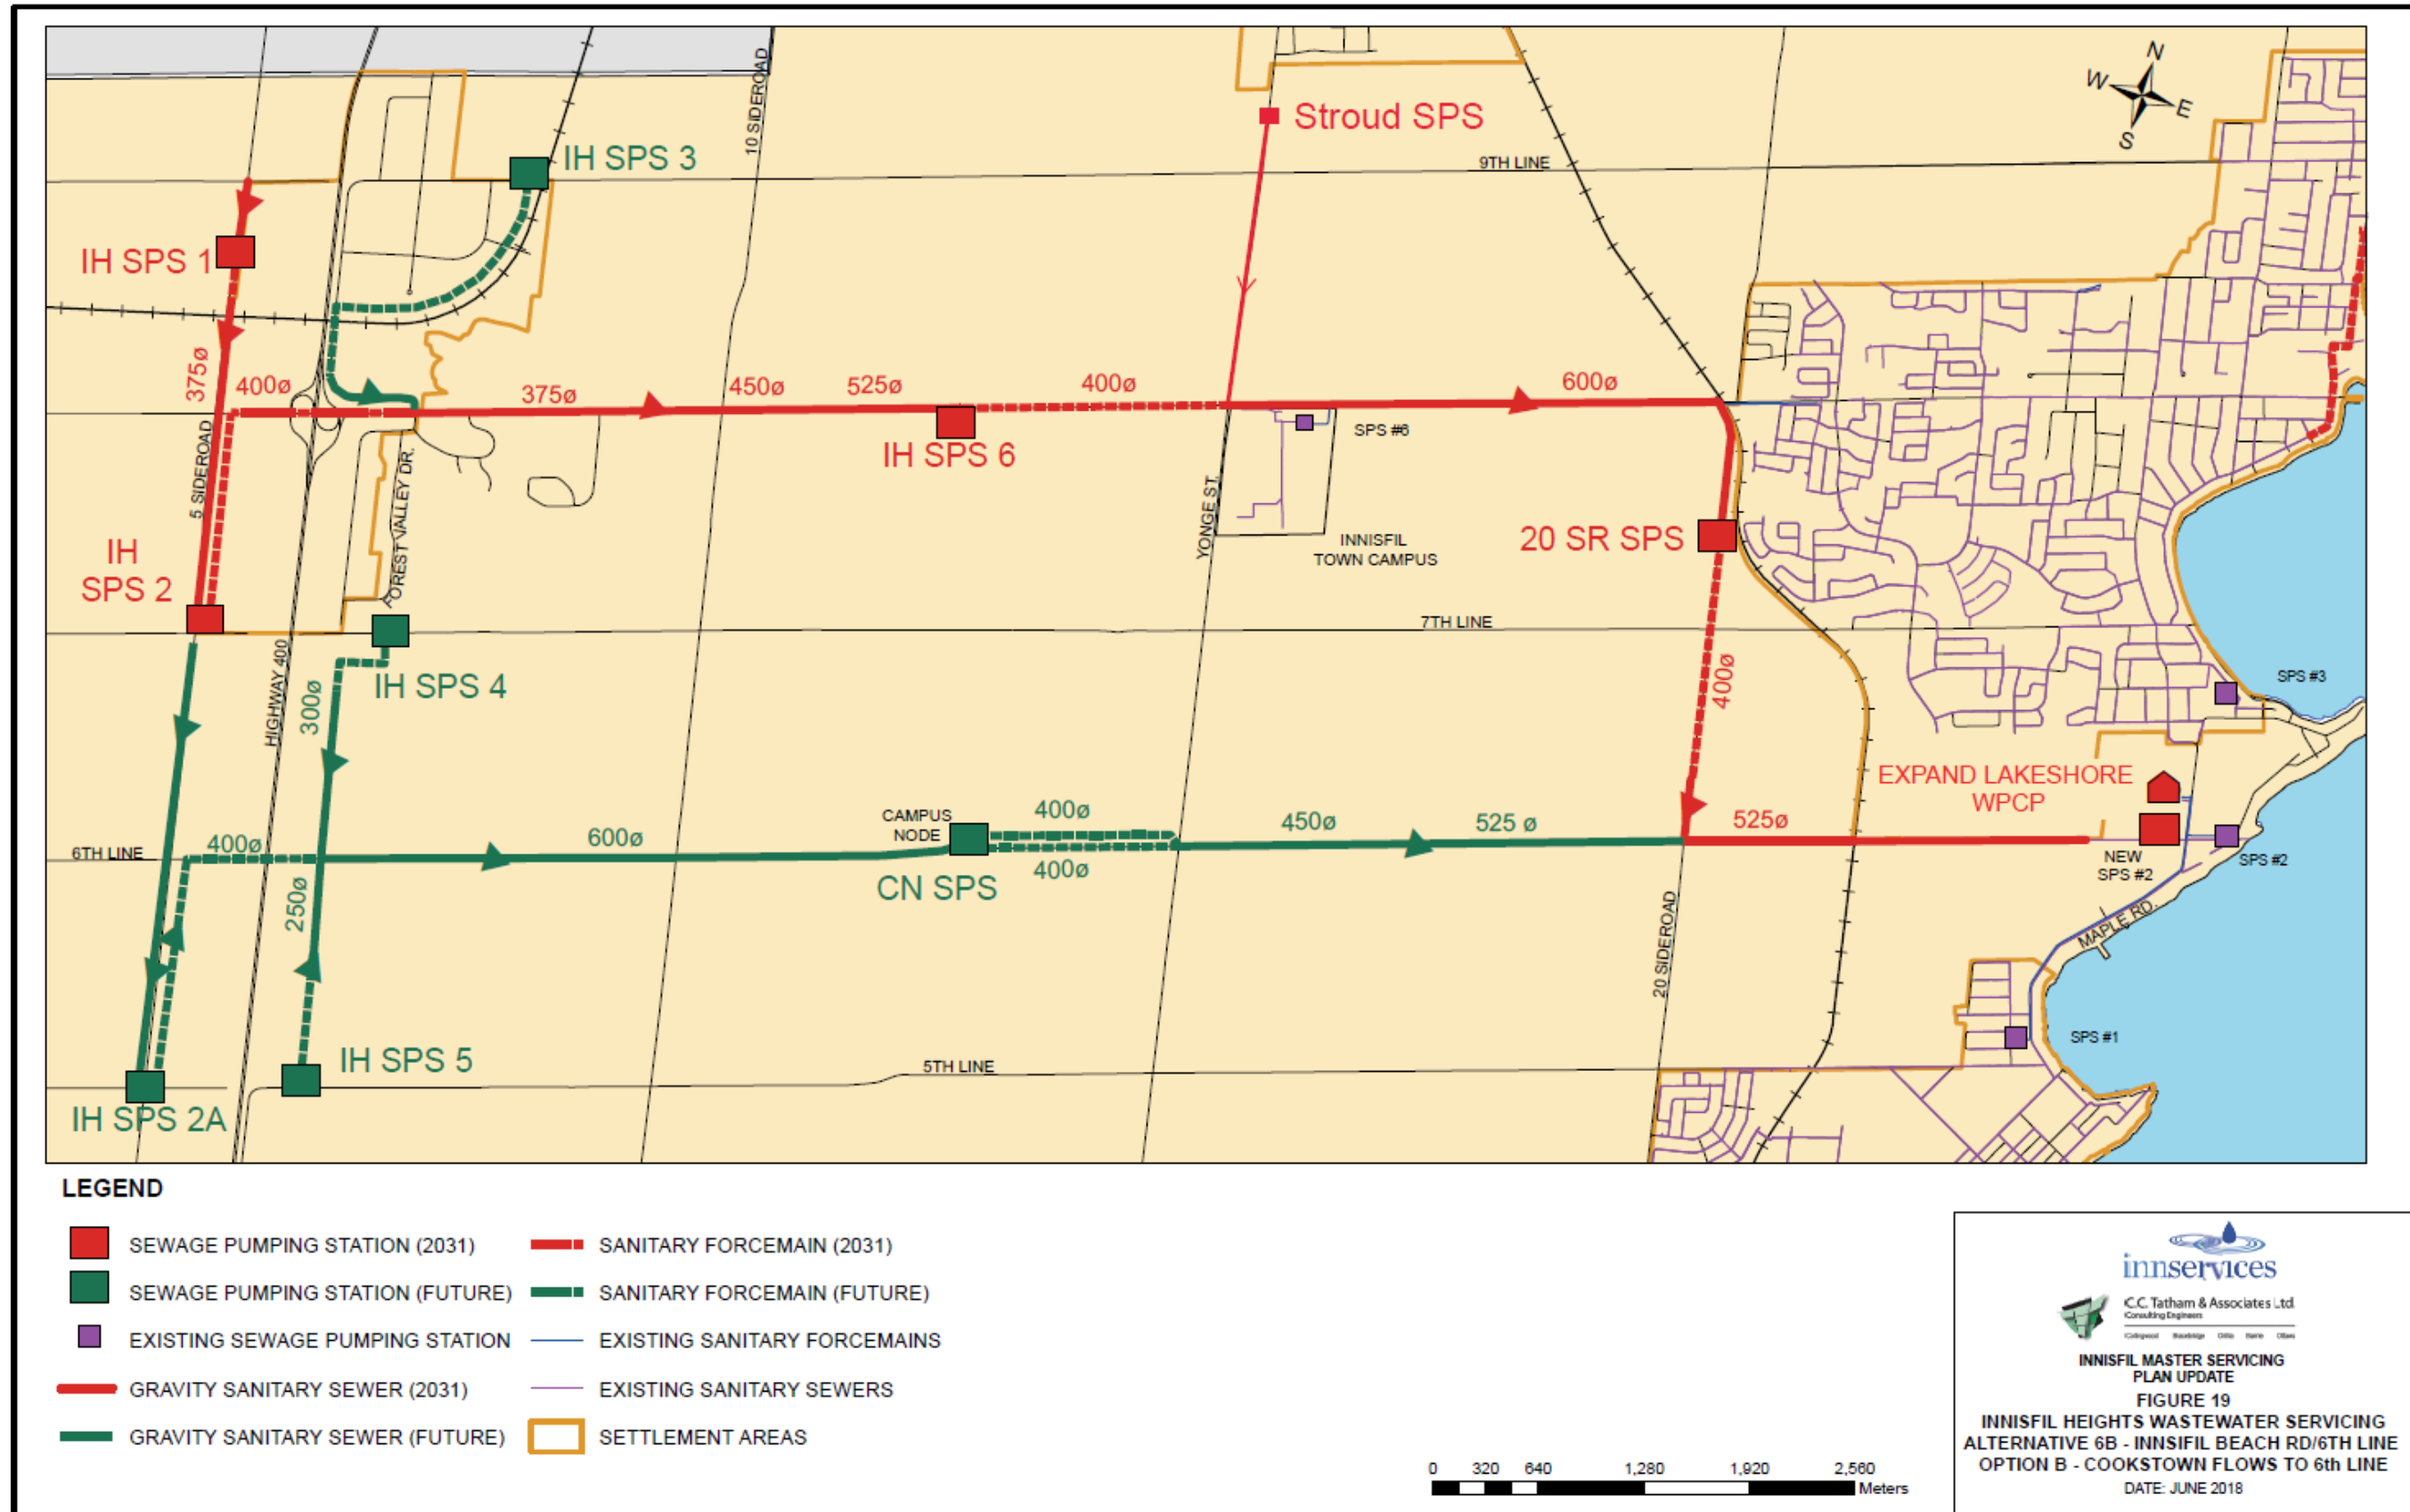 N
W
E
S
10 SIDEROAD
Stroud SPS
IH SPS 3
9TH LINE
IH SPS 1
375ø
400ø
375ø
450ø
525ø
400ø
600ø
5 SIDEROAD
IH SPS 6
SPS #6
FOREST VALLEY DR.
YONGE ST.
INNISFIL
TOWN CAMPUS
20 SR SPS
IH
SPS 2
7TH LINE
HIGHWAY 400
300ø
IH SPS 4
400ø
SPS #3
EXPAND LAKESHORE
WPCP
CAMPUS
NODE
400ø
450ø
525 ø
525ø
6TH LINE
400ø
600ø
400ø
CN SPS
NEW
SPS #2
SPS #2
250ø
20 SIDEROAD
MAPLE RD.
IH SPS 5
5TH LINE
SPS #1
IH SPS 2A
LEGEND
SEWAGE PUMPING STATION (2031)
SEWAGE PUMPING STATION (FUTURE)
EXISTING SEWAGE PUMPING STATION
GRAVITY SANITARY SEWER (2031)
GRAVITY SANITARY SEWER (FUTURE)
SANITARY FORCEMAIN (2031)
SANITARY FORCEMAIN (FUTURE)
EXISTING SANITARY FORCEMAINS
EXISTING SANITARY SEWERS
SETTLEMENT AREAS
0 320 640 1,280 1,920 2,560
Meters
innservices
C.C. Tatham & Associates Ltd.
Consulting Engineers
Collingwood Bracebridge Orillia Barrie Ottawa
INNISFIL MASTER SERVICING
PLAN UPDATE
FIGURE 19
INNISFIL HEIGHTS WASTEWATER SERVICING
ALTERNATIVE 6B - INNSIFIL BEACH RD/6TH LINE
OPTION B - COOKSTOWN FLOWS TO 6th LINE
DATE: JUNE 2018